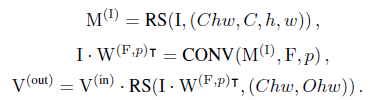 M^(I) = RS(I, (Chw, C, h, w)),
I · W^(F,p)⊤ = CONV(M^(I), F, p),
V^(out) = V^(in) · RS(I · W^(F,p)⊤, (Chw, Ohw)).